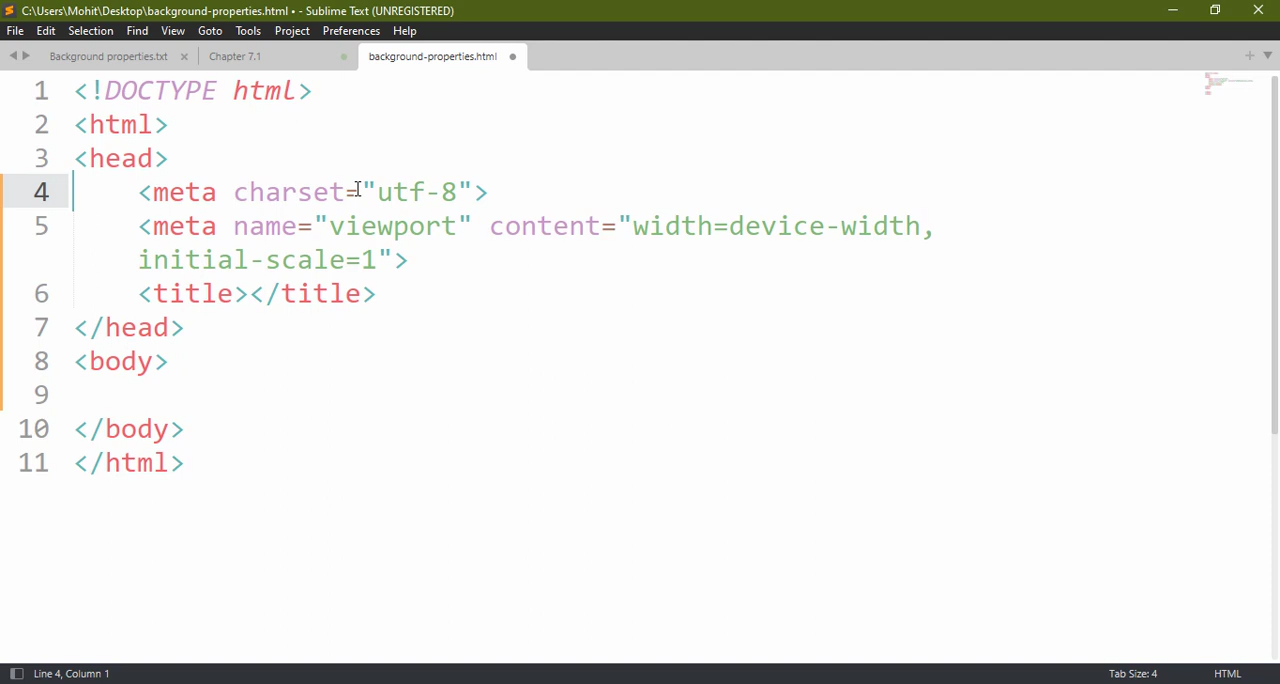 C:\Users\Mohit\Desktop\background-properties.html • - Sublime Text (UNREGISTERED)
File Edit Selection Find View Goto Tools Project Preferences Help
Background properties.txt Chapter 7.1 background-properties.html
1 <!DOCTYPE html>
2 <html>
3 <head>
4 <meta charset="utf-8">
5 <meta name="viewport" content="width=device-width,
initial-scale=1">
6 <title></title>
7 </head>
8 <body>
9
10 </body>
11 </html>
Line 4, Column 1 Tab Size: 4 HTML